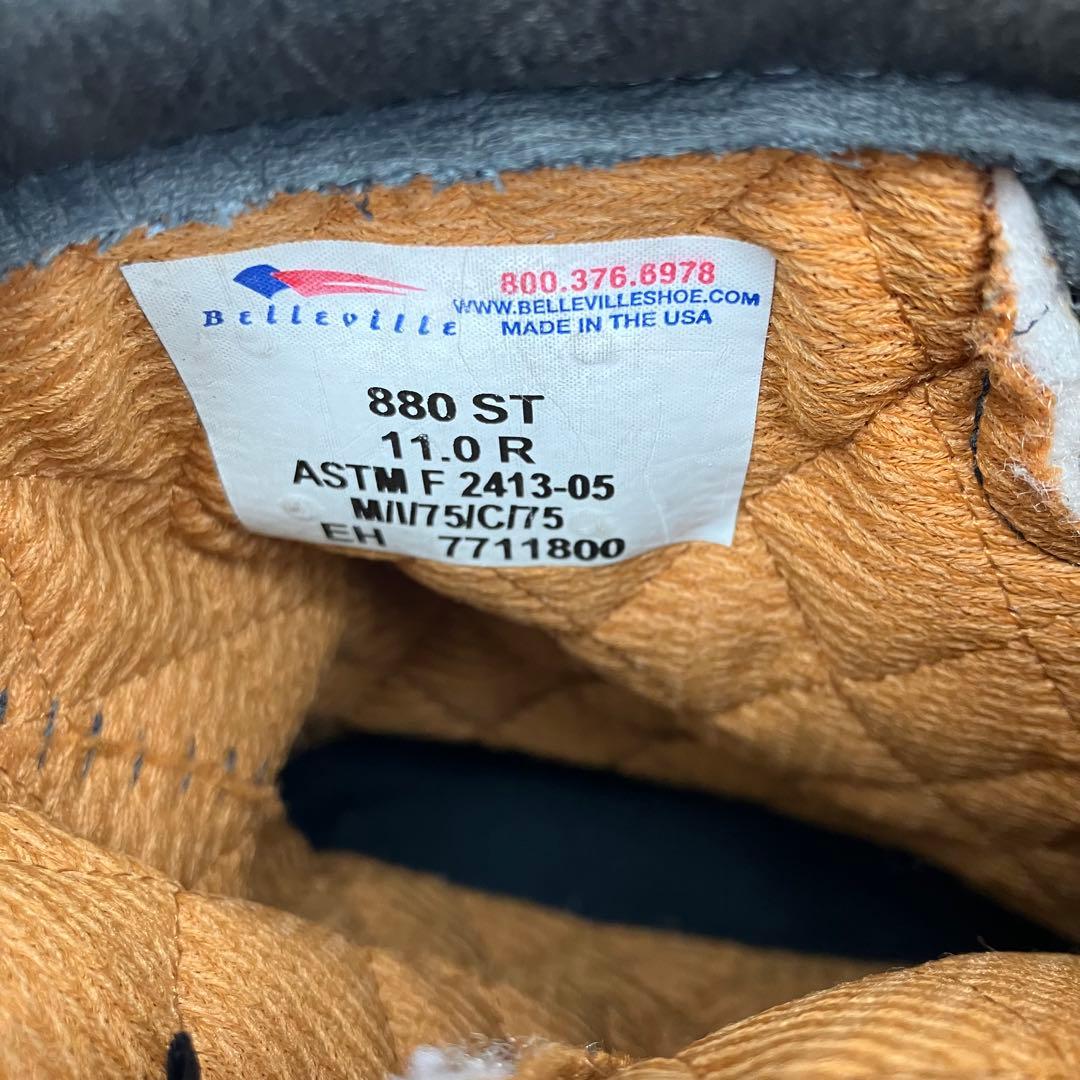 Belleville
800.376.6978
WWW.BELLEVILLESHOE.COM
MADE IN THE USA
880 ST
11.0 R
ASTM F 2413-05
M/I/75/C/75
EH 7711800